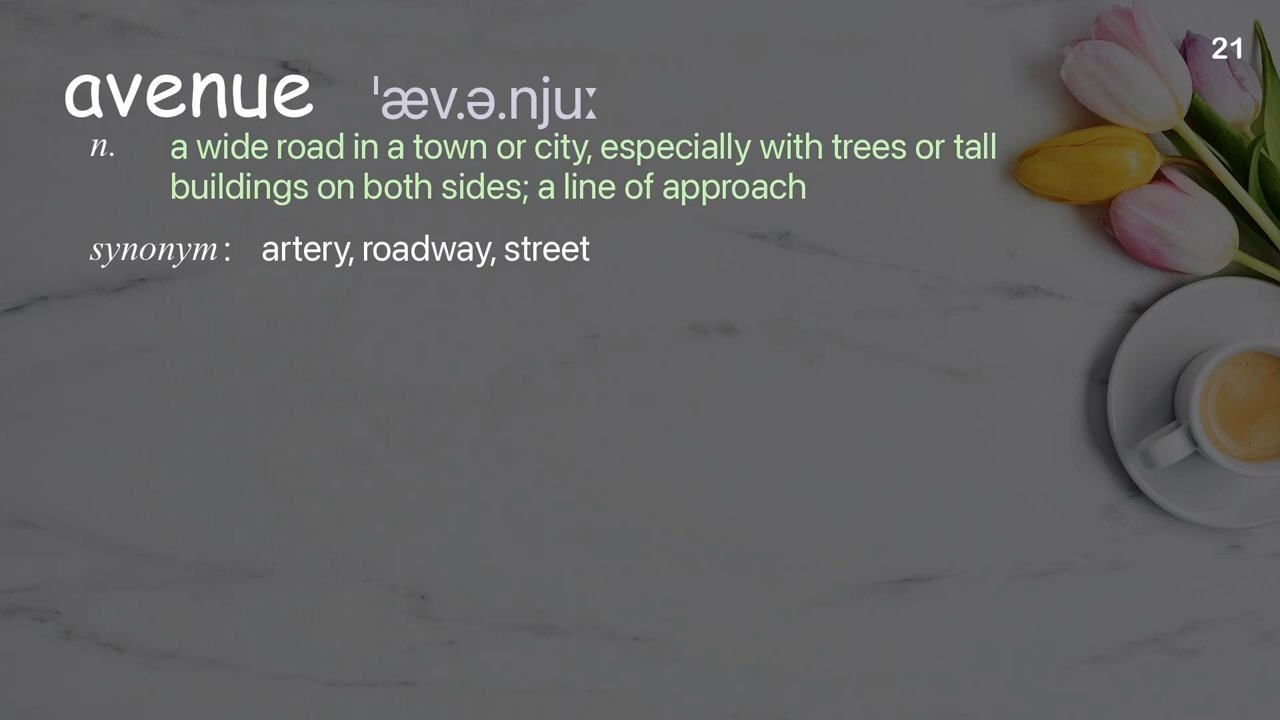 21
avenue ˈæv.ə.njuː
n. a wide road in a town or city, especially with trees or tall
buildings on both sides; a line of approach
synonym: artery, roadway, street